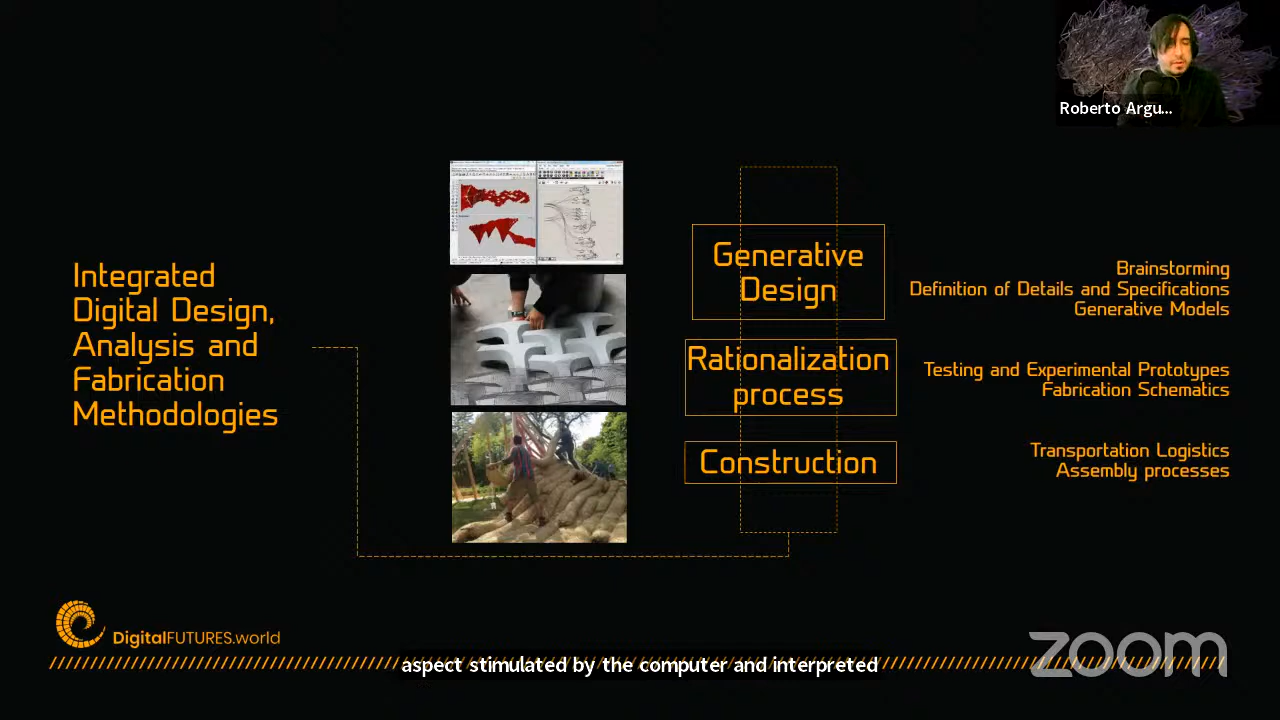 Roberto Argu...
Integrated
Digital Design,
Analysis and
Fabrication
Methodologies
Generative
Design
Brainstorming
Definition of Details and Specifications
Generative Models
Rationalization
process
Testing and Experimental Prototypes
Fabrication Schematics
Construction
Transportation Logistics
Assembly processes
DigitalFUTURES.world
zoom
aspect stimulated by the computer and interpreted